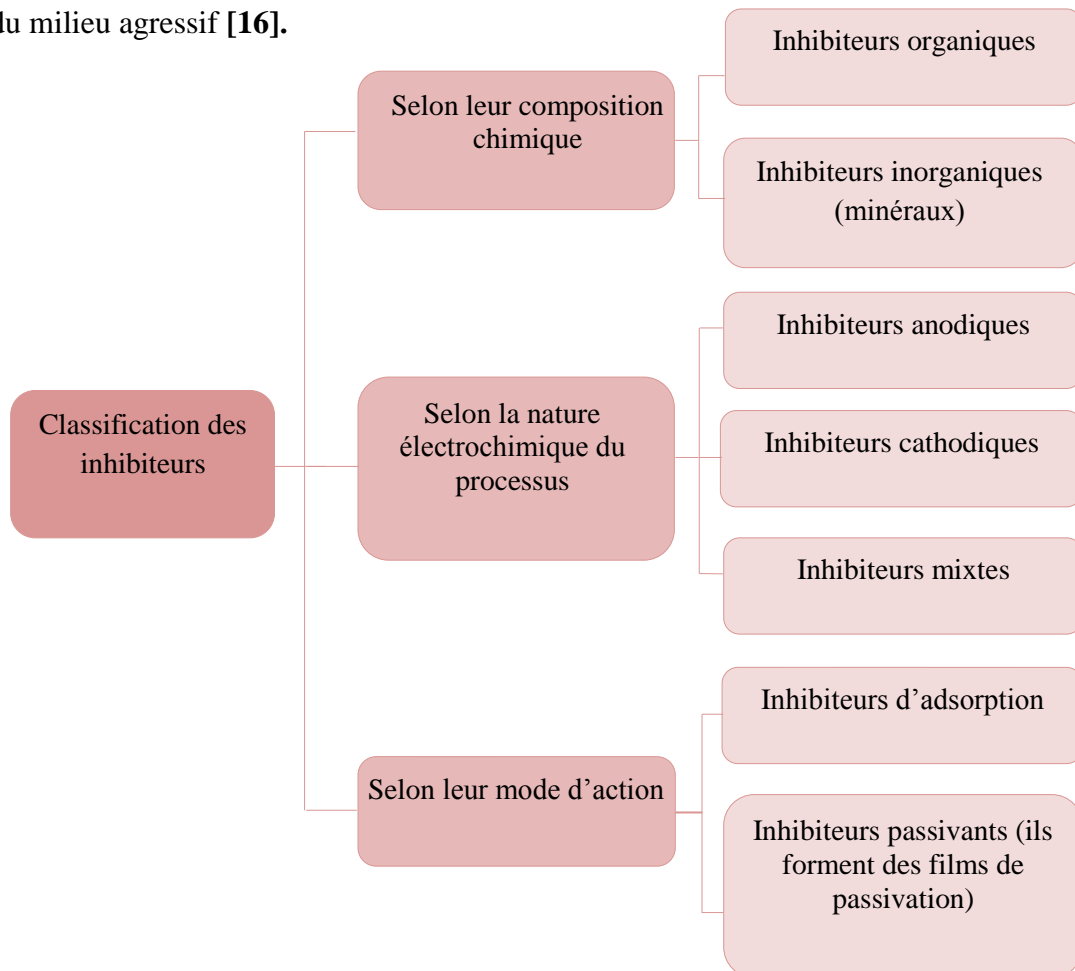 du milieu agressif [16].
Inhibiteurs organiques
Selon leur composition
chimique
Inhibiteurs inorganiques
(minéraux)
Inhibiteurs anodiques
Classification des
inhibiteurs
Selon la nature
électrochimique du
processus
Inhibiteurs cathodiques
Inhibiteurs mixtes
Inhibiteurs d’adsorption
Selon leur mode d’action
Inhibiteurs passivants (ils
forment des films de
passivation)